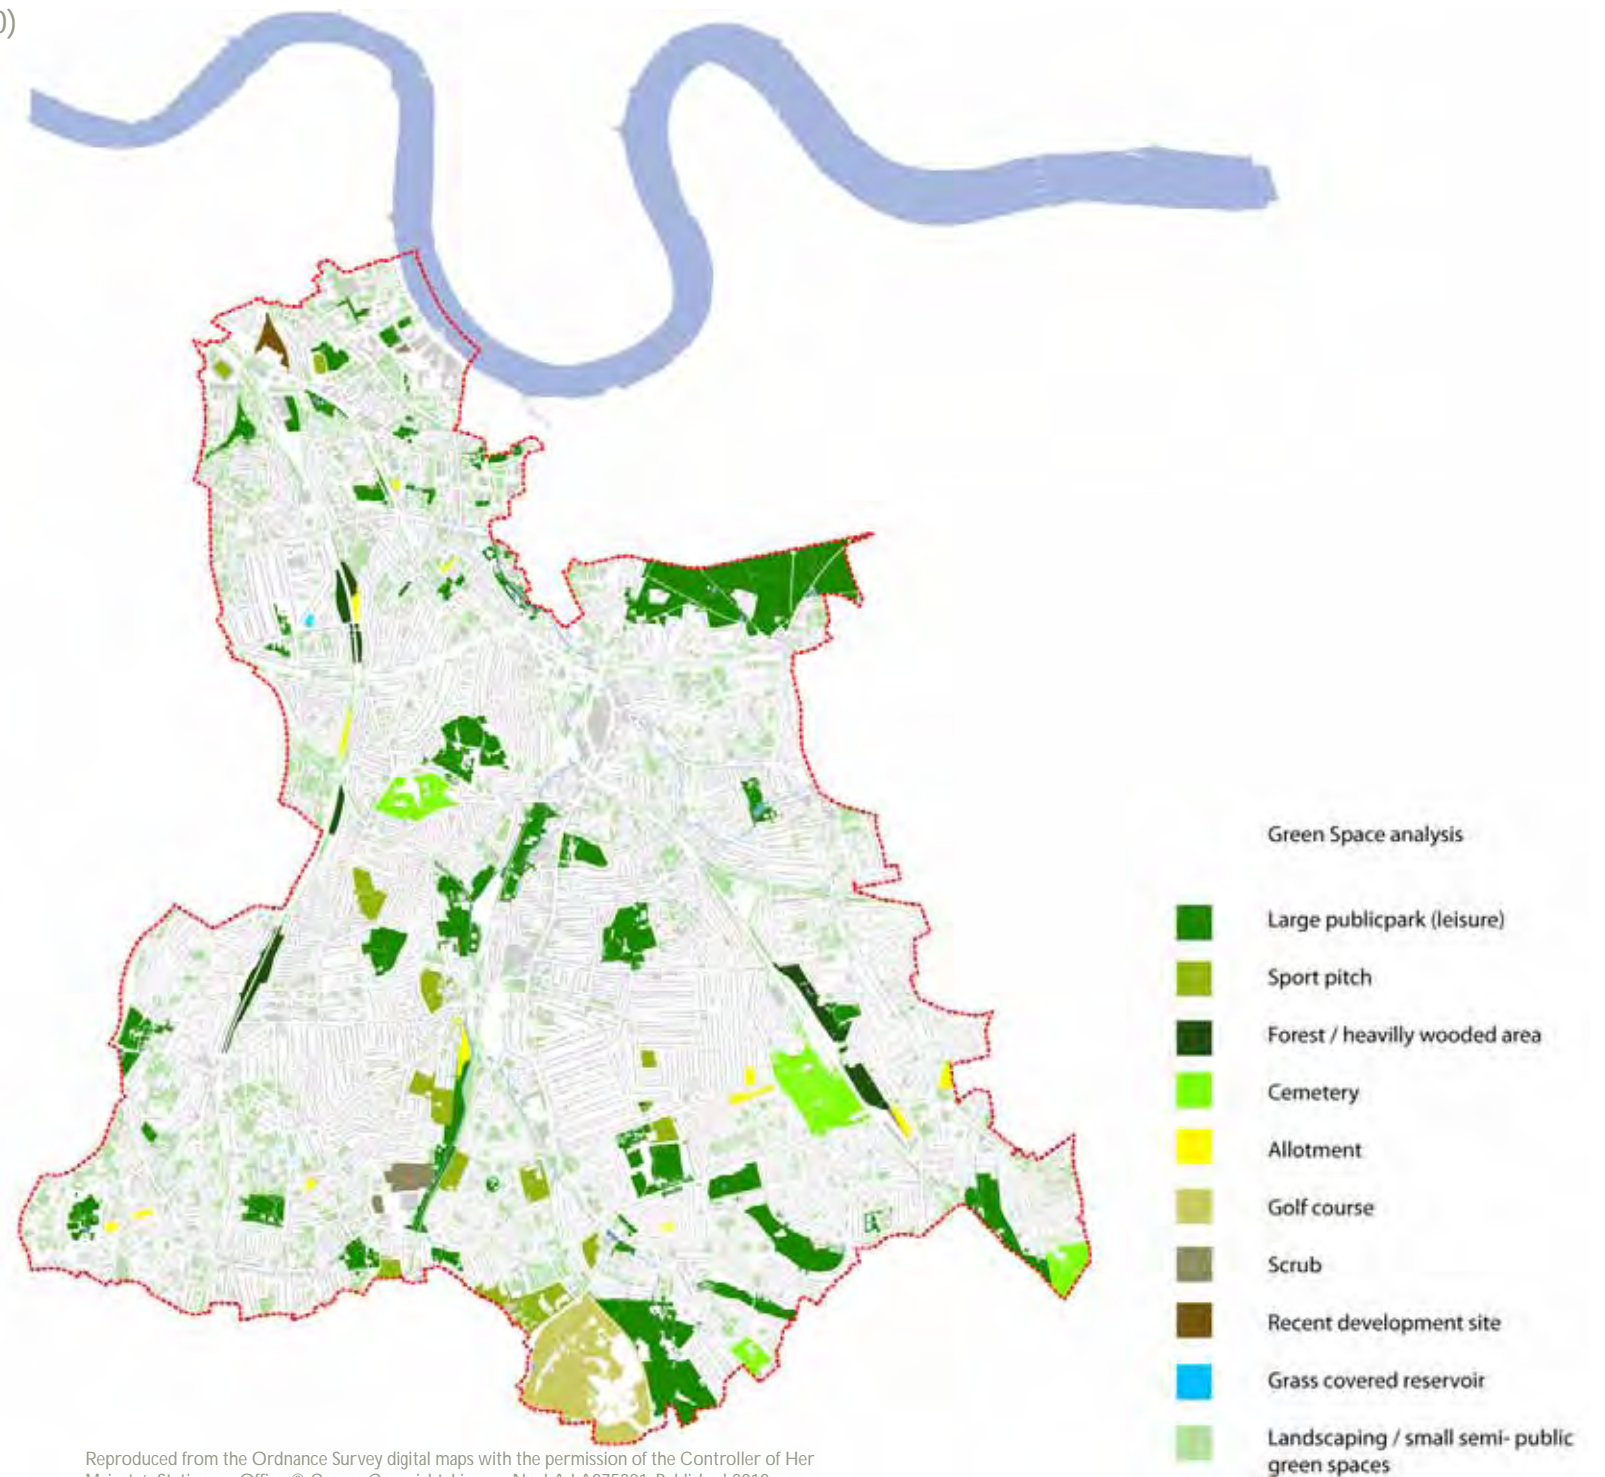 0)
Green Space analysis
Large publicpark (leisure)
Sport pitch
Forest / heavilly wooded area
Cemetery
Allotment
Golf course
Scrub
Recent development site
Grass covered reservoir
Landscaping / small semi- public
green spaces
Reproduced from the Ordnance Survey digital maps with the permission of the Controller of Her